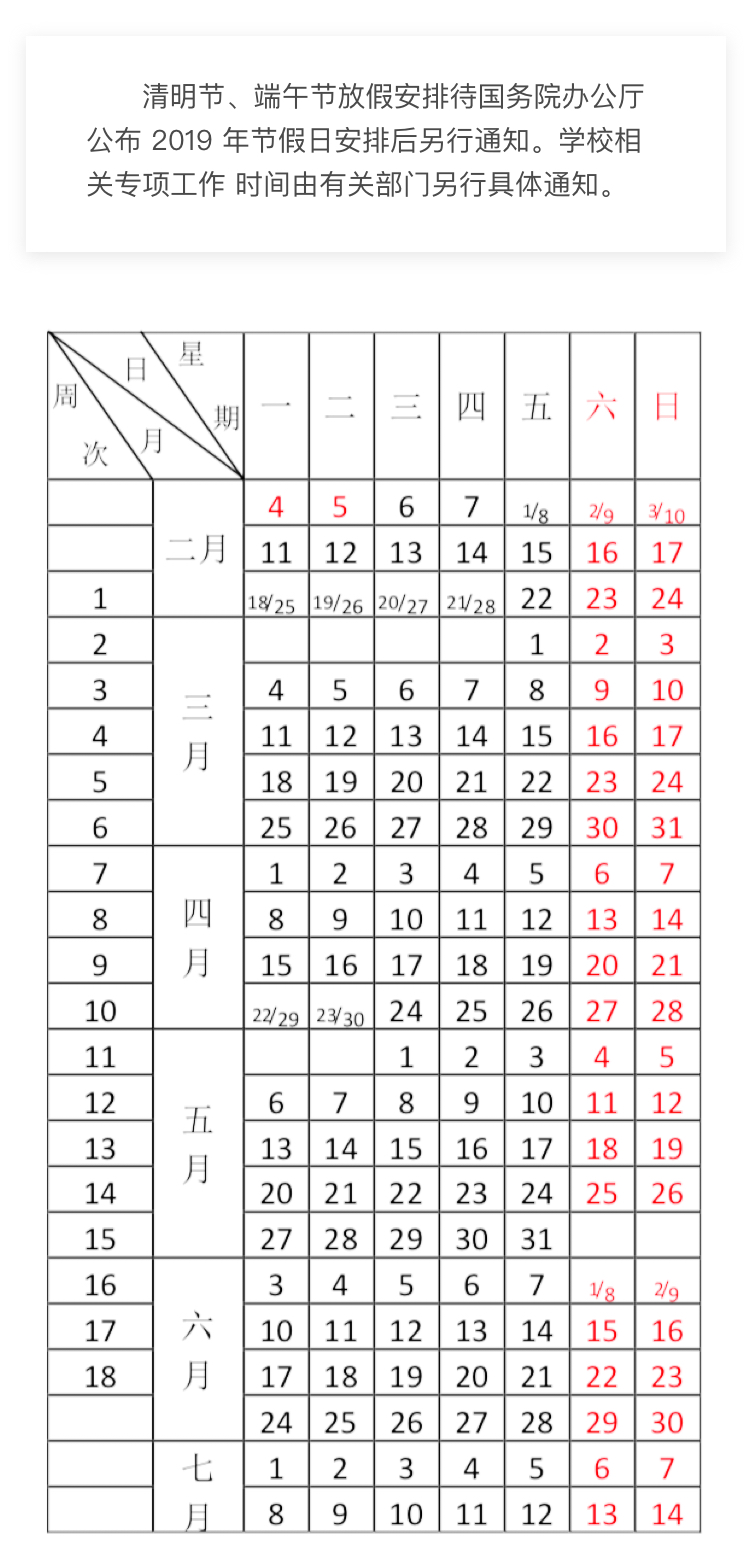 清明节、端午节放假安排待国务院办公厅
公布 2019 年节假日安排后另行通知。学校相
关专项工作 时间由有关部门另行具体通知。
周次 月 日 星期 一 二 三 四 五 六 日
二月 4 5 6 7 1/8 2/9 3/10
11 12 13 14 15 16 17
1 18/25 19/26 20/27 21/28 22 23 24
2 三月 1 2 3
3 4 5 6 7 8 9 10
4 11 12 13 14 15 16 17
5 18 19 20 21 22 23 24
6 25 26 27 28 29 30 31
7 四月 1 2 3 4 5 6 7
8 8 9 10 11 12 13 14
9 15 16 17 18 19 20 21
10 22/29 23/30 24 25 26 27 28
11 五月 1 2 3 4 5
12 6 7 8 9 10 11 12
13 13 14 15 16 17 18 19
14 20 21 22 23 24 25 26
15 27 28 29 30 31
16 六月 3 4 5 6 7 1/8 2/9
17 10 11 12 13 14 15 16
18 17 18 19 20 21 22 23
24 25 26 27 28 29 30
七月 1 2 3 4 5 6 7
8 9 10 11 12 13 14